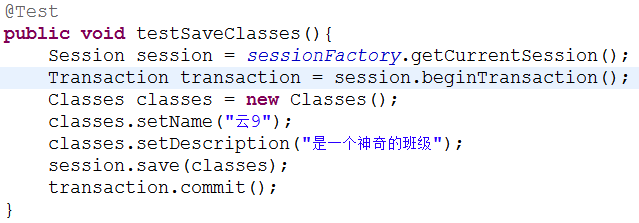 @Test
public void testSaveClasses(){
    Session session = sessionFactory.getCurrentSession();
    Transaction transaction = session.beginTransaction();
    Classes classes = new Classes();
    classes.setName("云9");
    classes.setDescription("是一个神奇的班级");
    session.save(classes);
    transaction.commit();
}